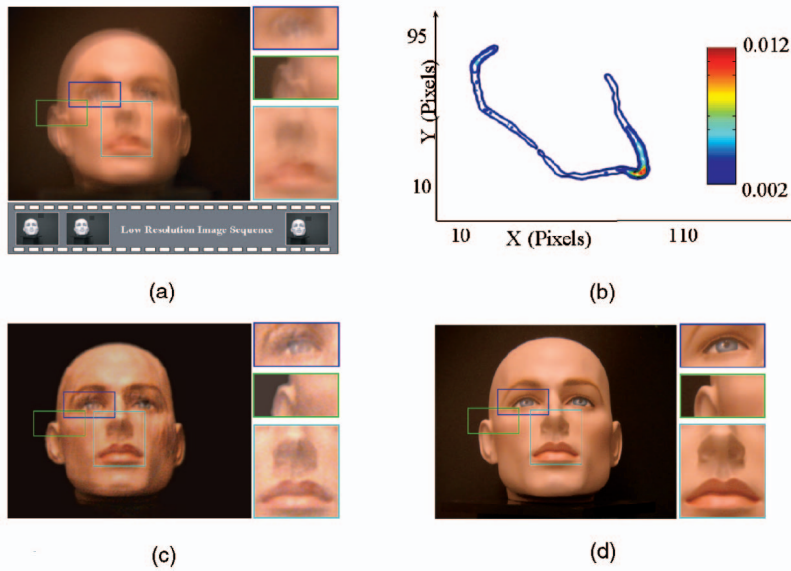 95
Y (Pixels)
10
10
X (Pixels)
110
0.012
0.002
Low Resolution Image Sequence
(a)
(b)
(c)
(d)